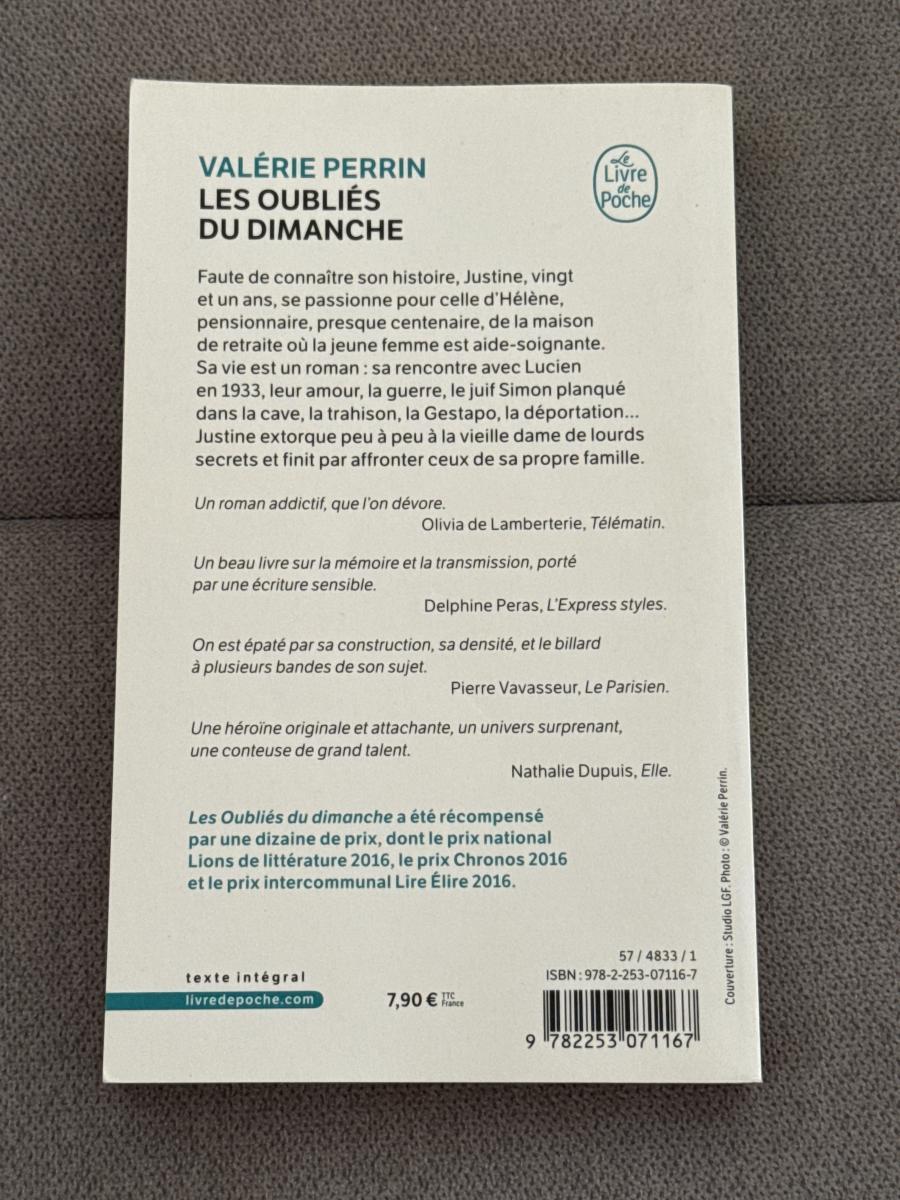 VALÉRIE PERRIN
LES OUBLIÉS
DU DIMANCHE
Le
Livre
de
Poche
Faute de connaître son histoire, Justine, vingt
et un ans, se passionne pour celle d'Hélène,
pensionnaire, presque centenaire, de la maison
de retraite où la jeune femme est aide-soignante.
Sa vie est un roman : sa rencontre avec Lucien
en 1933, leur amour, la guerre, le juif Simon planqué
dans la cave, la trahison, la Gestapo, la déportation...
Justine extorque peu à peu à la vieille dame de lourds
secrets et finit par affronter ceux de sa propre famille.
Un roman addictif, que l'on dévore.
Olivia de Lamberterie, Télématin.
Un beau livre sur la mémoire et la transmission, porté
par une écriture sensible.
Delphine Peras, L'Express styles.
On est épaté par sa construction, sa densité, et le billard
à plusieurs bandes de son sujet.
Pierre Vavasseur, Le Parisien.
Une héroïne originale et attachante, un univers surprenant,
une conteuse de grand talent.
Nathalie Dupuis, Elle.
Les Oubliés du dimanche a été récompensé
par une dizaine de prix, dont le prix national
Lions de littérature 2016, le prix Chronos 2016
et le prix intercommunal Lire Élire 2016.
Couverture : Studio LGF. Photo : © Valérie Perrin.
texte intégral
livredepoche.com
7,90 € TTC France
57 / 4833 / 1
ISBN : 978-2-253-07116-7
9 782253 071167